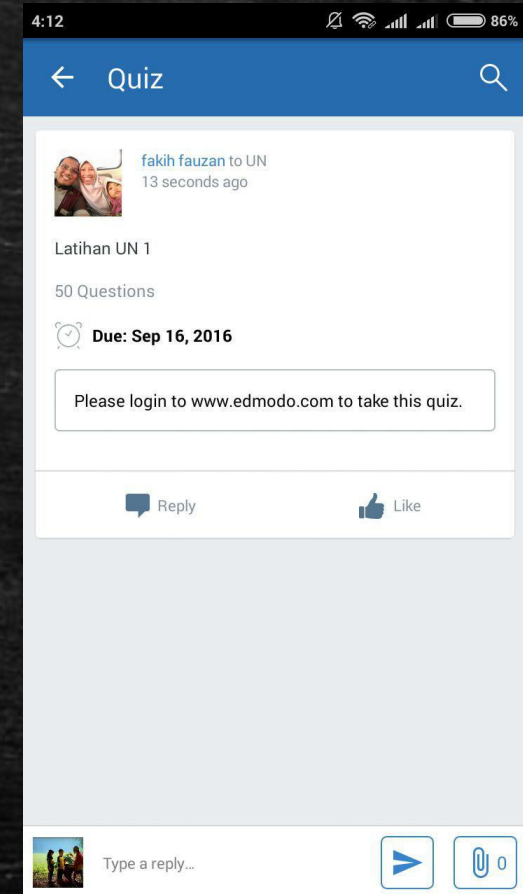 4:12
86%
Quiz
fakih fauzan to UN
13 seconds ago
Latihan UN 1
50 Questions
Due: Sep 16, 2016
Please login to www.edmodo.com to take this quiz.
Reply
Like
Type a reply...
0